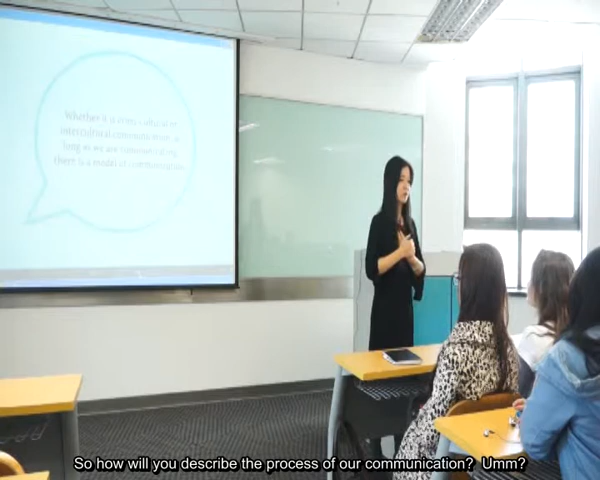 Whether it is cross-cultural or
intercultural communication, as
long as we are communicating,
there is a model of communication.
So how will you describe the process of our communication? Umm?